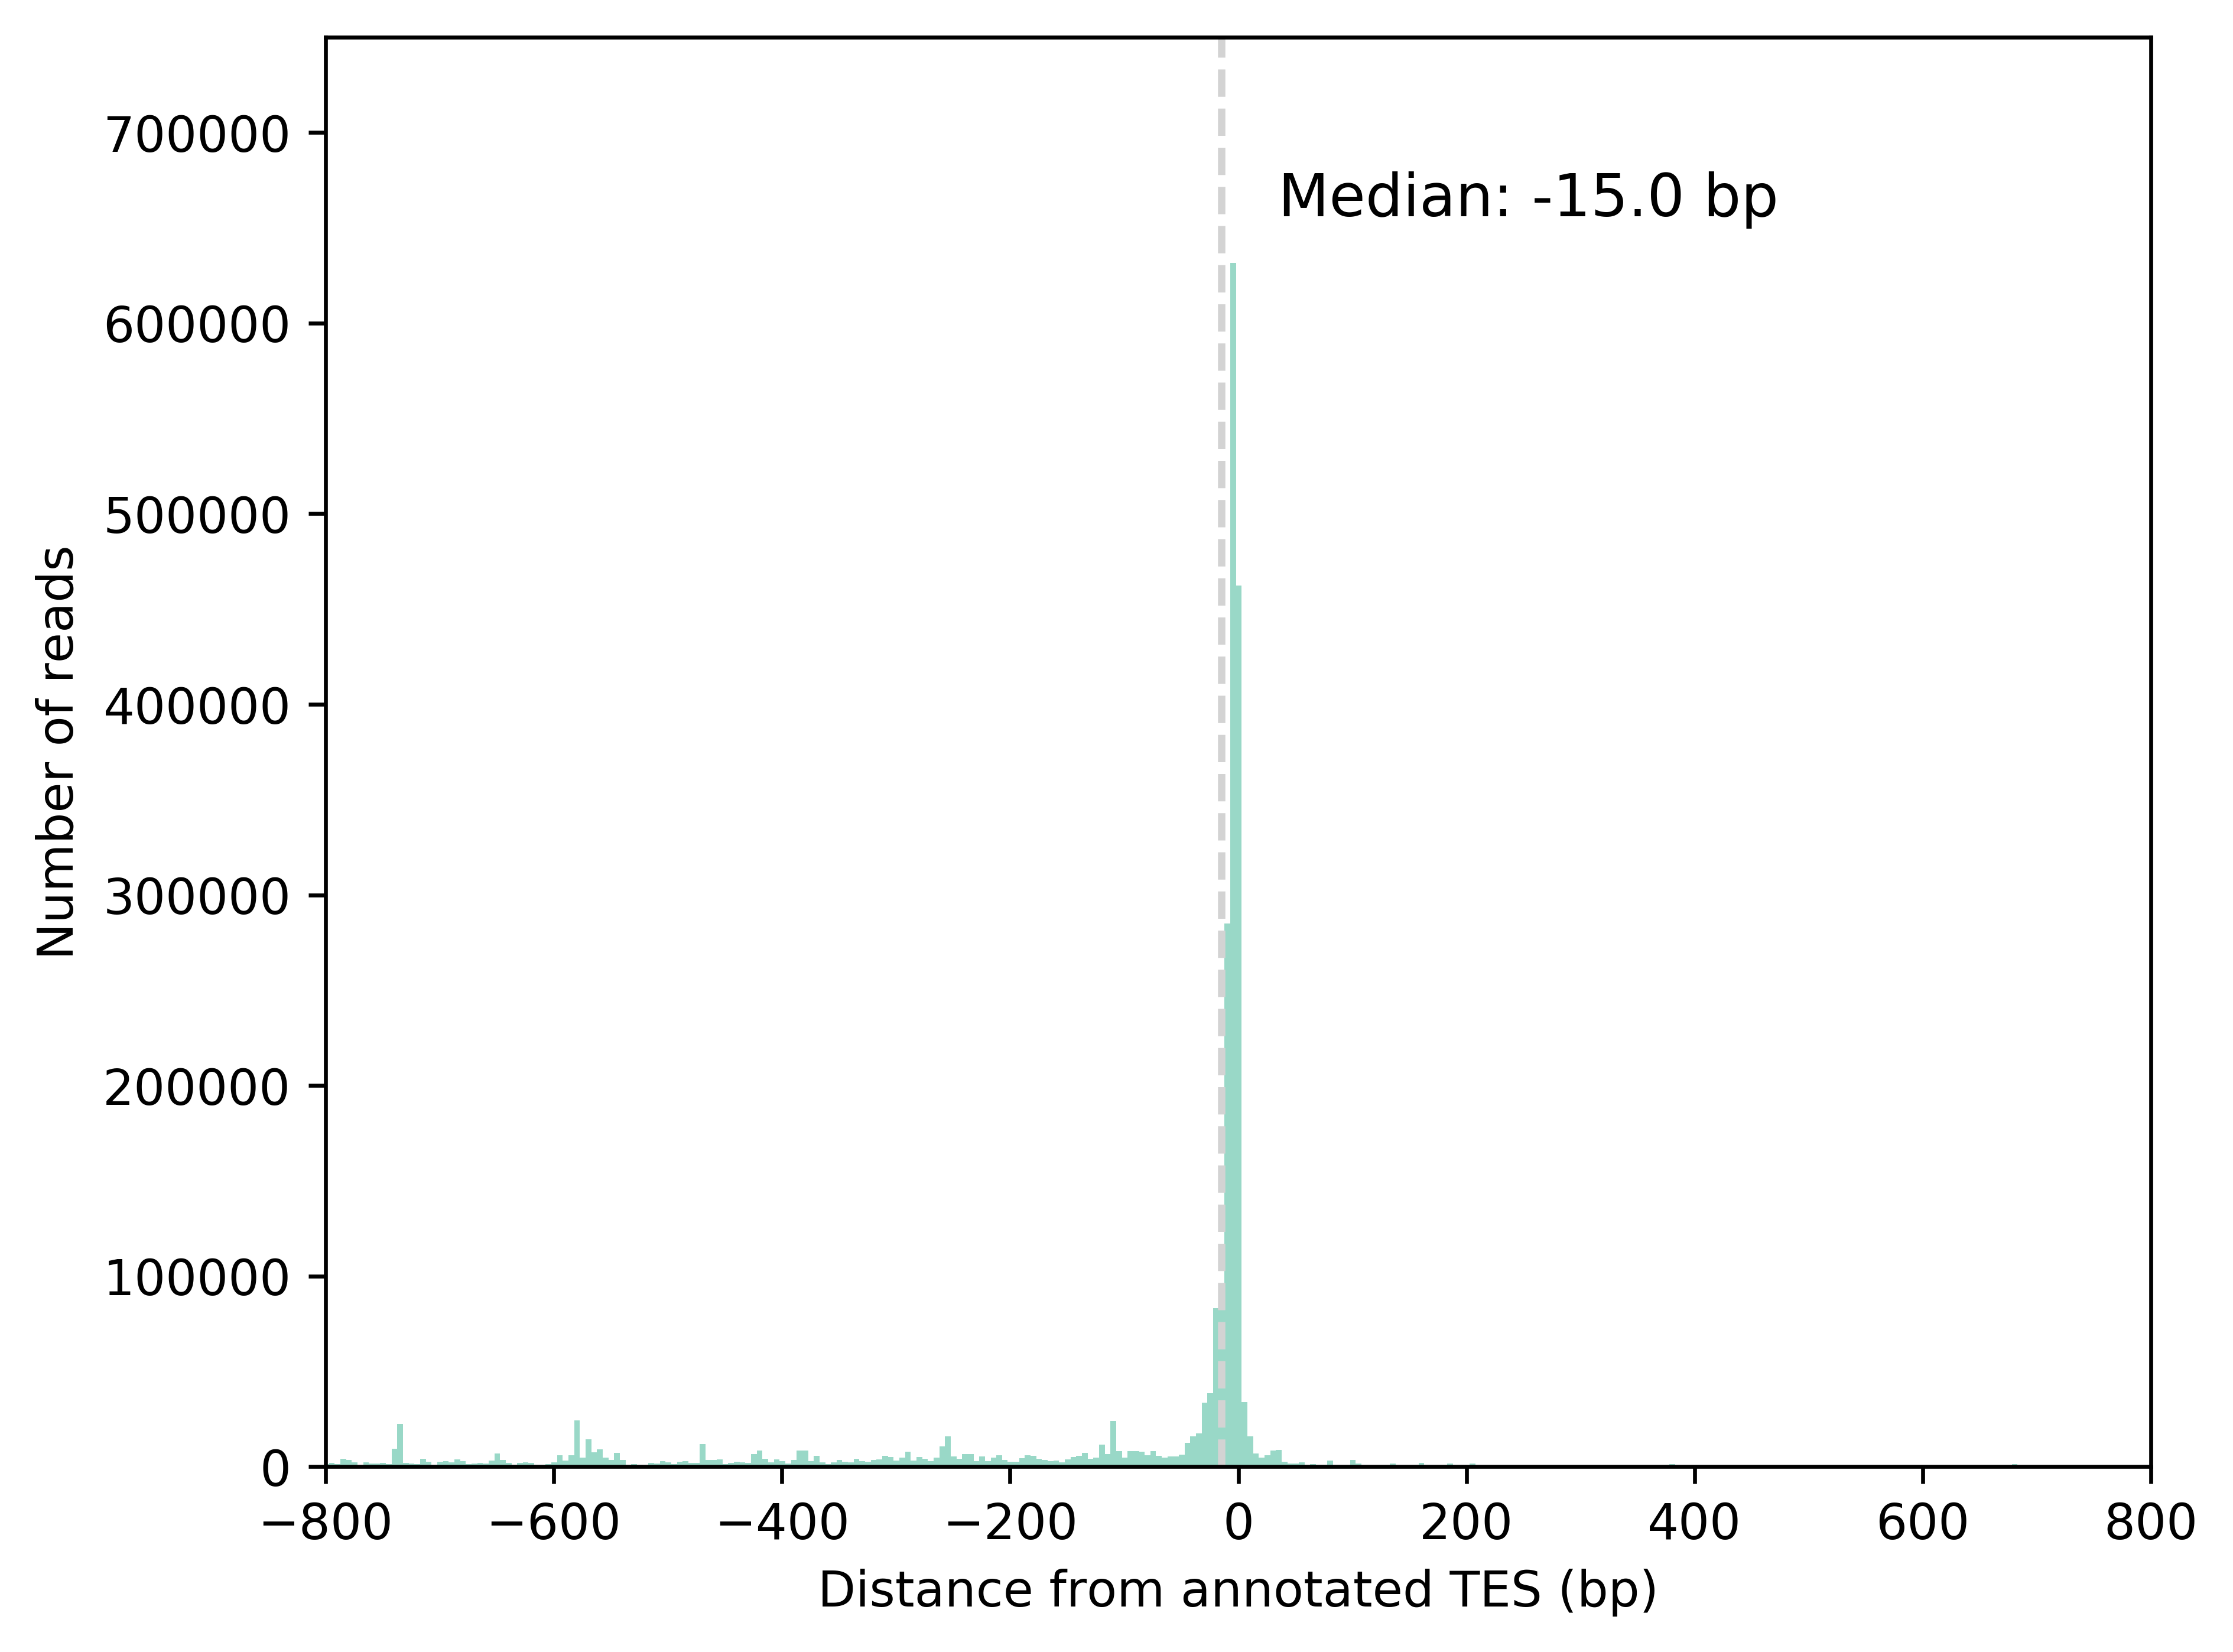 700000
Median: -15.0 bp
600000
500000
Number of reads
400000
300000
200000
100000
0
−800 −600 −400 −200 0 200 400 600 800
Distance from annotated TES (bp)